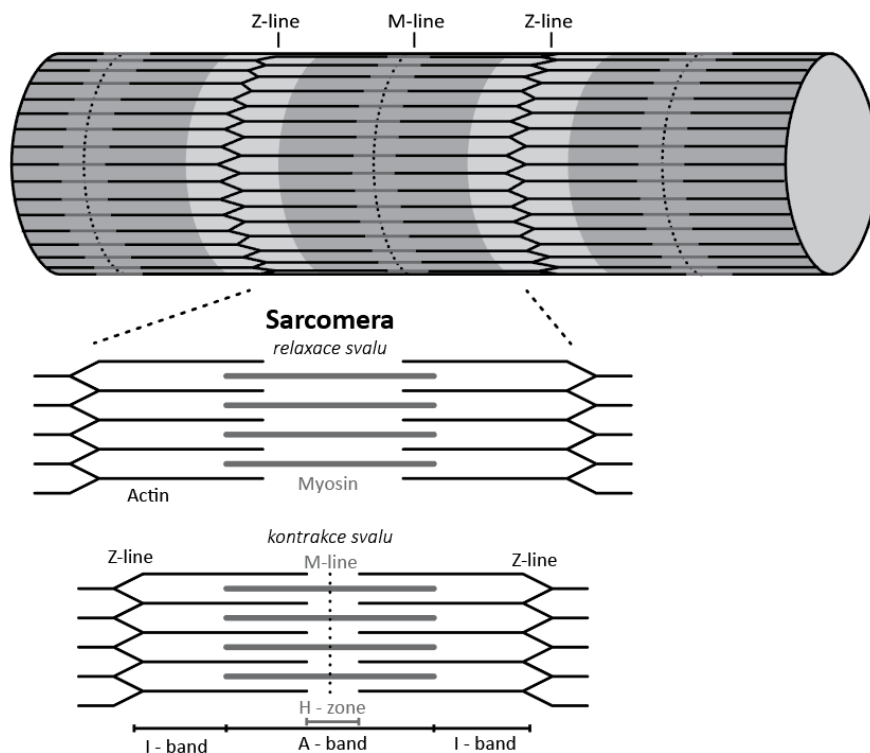 Z-line M-line Z-line
Sarcomera
relaxace svalu
Actin Myosin
kontrakce svalu
Z-line M-line Z-line
H - zone
I - band A - band I - band